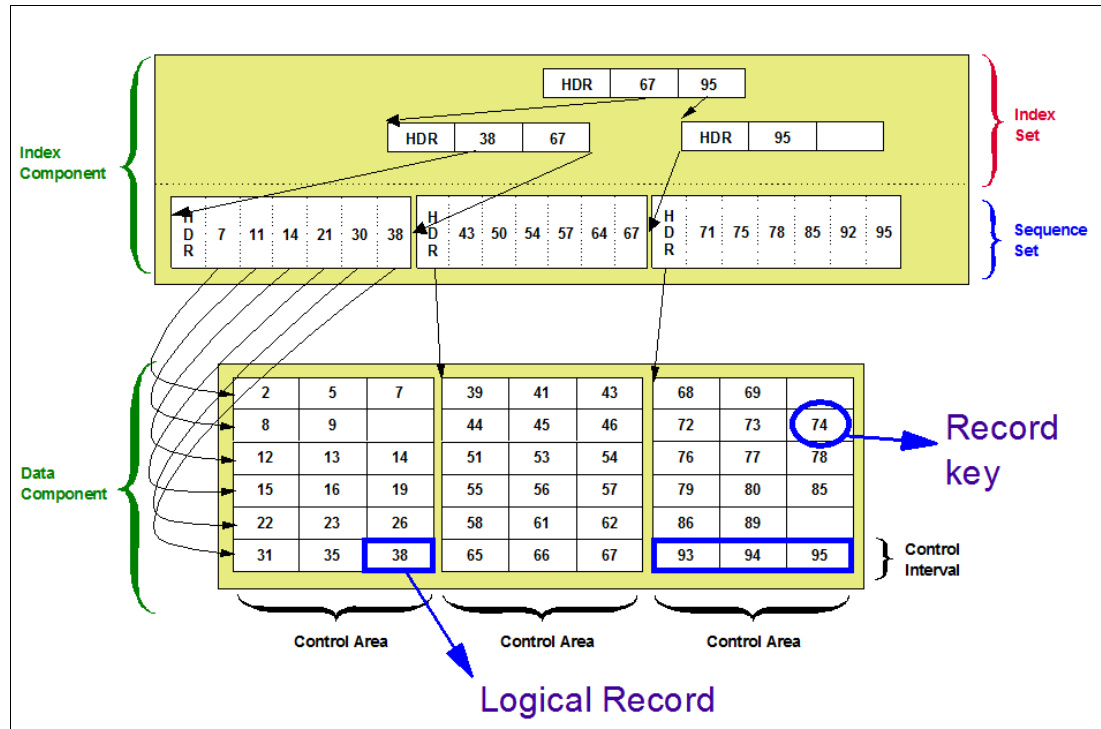 HDR 67 95
HDR 38 67
HDR 95
Index
Component
Index
Set
HDR 7 11 14 21 30 38
HDR 43 50 54 57 64 67
HDR 71 75 78 85 92 95
Sequence
Set
Data
Component
2 5 7 39 41 43 68 69
8 9 44 45 46 72 73 74
12 13 14 51 53 54 76 77 78
15 16 19 55 56 57 79 80 85
22 23 26 58 61 62 86 89
31 35 38 65 66 67 93 94 95
Record
key
Control
Interval
Control Area
Control Area
Control Area
Logical Record